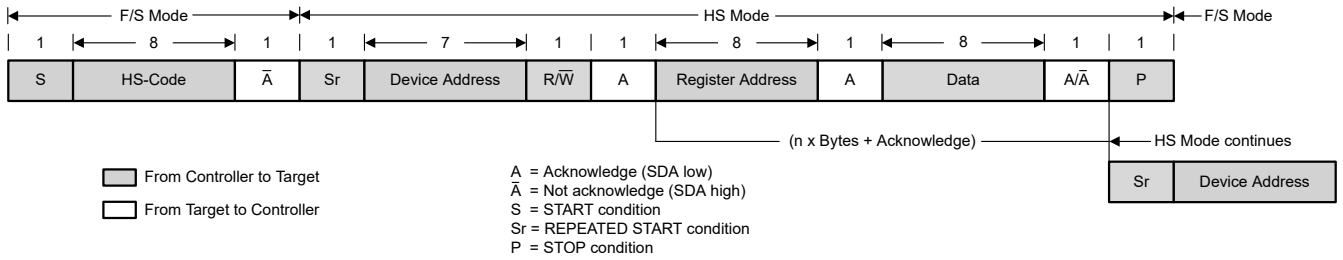 F/S Mode HS Mode F/S Mode
1 8 1 1 7 1 1 8 1 8 1 1
S HS-Code A̅ Sr Device Address R/W̅ A Register Address A Data A/A̅ P
(n x Bytes + Acknowledge) HS Mode continues
Sr Device Address
From Controller to Target
From Target to Controller
A = Acknowledge (SDA low)
A̅ = Not acknowledge (SDA high)
S = START condition
Sr = REPEATED START condition
P = STOP condition